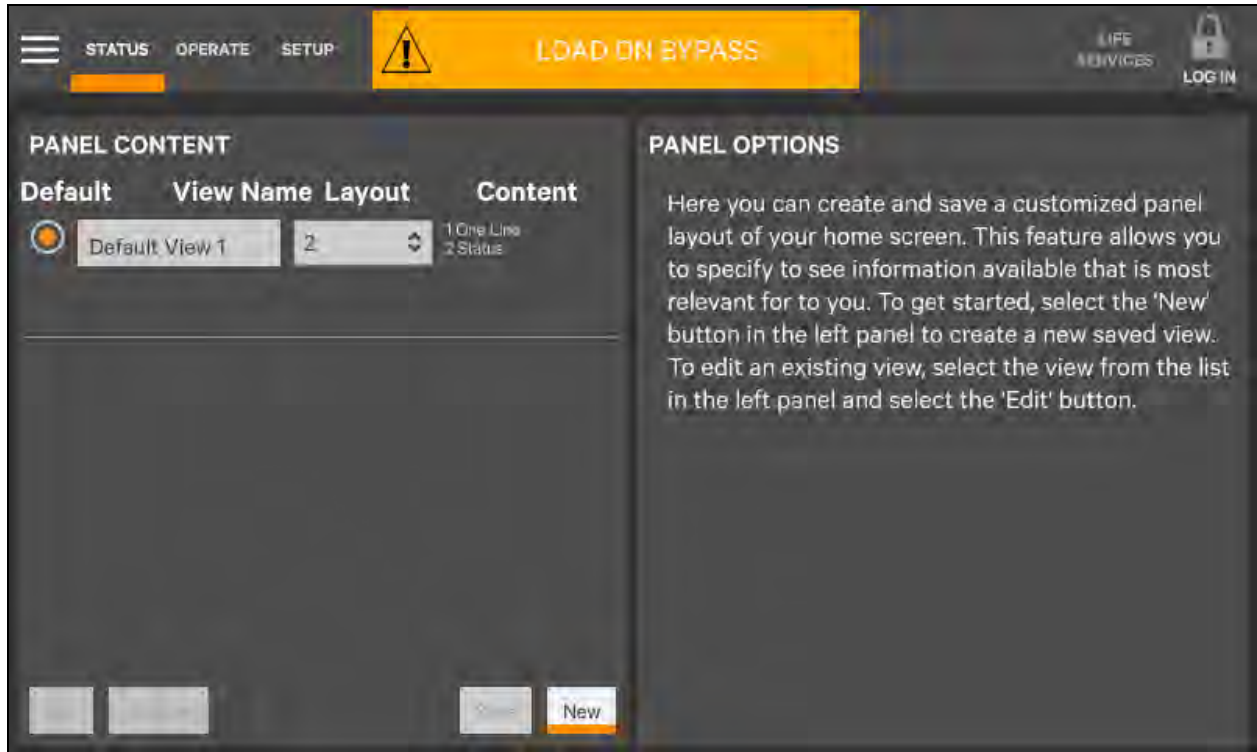 STATUS OPERATE SETUP
LOAD ON BYPASS
LIFE
SERVICES
LOG IN
PANEL CONTENT
Default View Name Layout Content
Default View 1
2
1 One Line
2 Status
New
PANEL OPTIONS
Here you can create and save a customized panel
layout of your home screen. This feature allows you
to specify to see information available that is most
relevant for to you. To get started, select the 'New'
button in the left panel to create a new saved view.
To edit an existing view, select the view from the list
in the left panel and select the 'Edit' button.